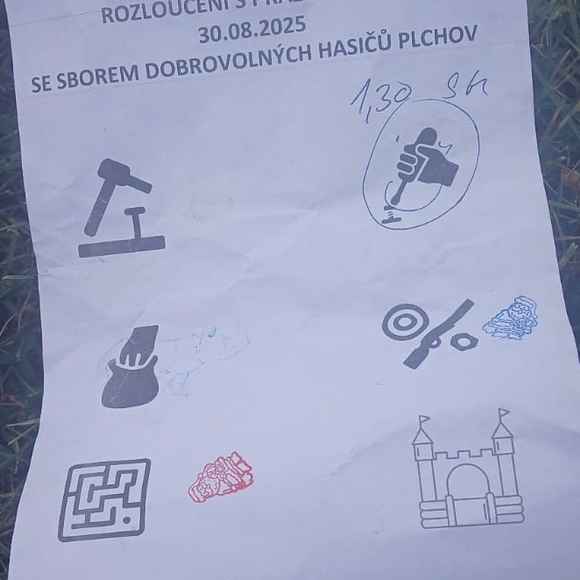 ROZLOUČENÍ S
30.08.2025
SE SBOREM DOBROVOLNÝCH HASIČŮ PLCHOV
1,30